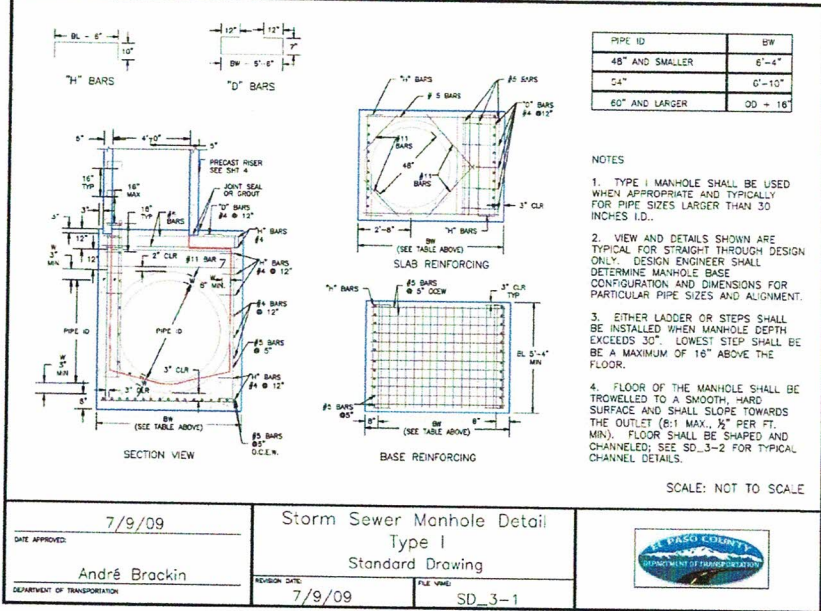 BL - 6"
10"
"H" BARS
12"
12"
7"
BW - 5'-6"
"D" BARS
6"
4'-0"
5"
PRECAST RISER
SEE SHT 4
JOINT SEAL
OR GROUT
"D" BARS
#4 @ 12"
16"
TYP
16"
MAX
3"
18"
TYP
BARS
3"
12"
W
3"
MIN
12"
2" CLR
#11 BAR
"H" BARS
#4
"H" BARS
#4 @ 12"
W
6"
MIN.
#4 BARS
@ 12"
PIPE ID
PIPE ID
#5 BARS
@ 5"
W
3"
MIN
3" CLR
3" CLR
"H" BARS
#4 @ 12"
8"
BW
(SEE TABLE ABOVE)
#5 BARS
@5"
O.C.E.W.
SECTION VIEW
"H" BARS
# 5 BARS
#5 BARS
"D" BARS
#4 @12"
#11
BARS
48"
#11
BARS
3" CLR
2'-8"
"H" BARS
BW
(SEE TABLE ABOVE)
SLAB REINFORCING
"H" BARS
#5 BARS
@ 5" OCEW
3" CLR
TYP
BL 5'-4"
MIN
#5 BARS
@5"
8"
BW
(SEE TABLE ABOVE)
8"
BASE REINFORCING
PIPE ID
BW
48" AND SMALLER
6'-4"
54"
6'-10"
60" AND LARGER
OD + 16"
NOTES
1. TYPE I MANHOLE SHALL BE USED
WHEN APPROPRIATE AND TYPICALLY
FOR PIPE SIZES LARGER THAN 30
INCHES I.D..
2. VIEW AND DETAILS SHOWN ARE
TYPICAL FOR STRAIGHT THROUGH DESIGN
ONLY. DESIGN ENGINEER SHALL
DETERMINE MANHOLE BASE
CONFIGURATION AND DIMENSIONS FOR
PARTICULAR PIPE SIZES AND ALIGNMENT.
3. EITHER LADDER OR STEPS SHALL
BE INSTALLED WHEN MANHOLE DEPTH
EXCEEDS 30". LOWEST STEP SHALL BE
BE A MAXIMUM OF 16" ABOVE THE
FLOOR.
4. FLOOR OF THE MANHOLE SHALL BE
TROWELLED TO A SMOOTH, HARD
SURFACE AND SHALL SLOPE TOWARDS
THE OUTLET (8:1 MAX., ½" PER FT.
MIN). FLOOR SHALL BE SHAPED AND
CHANNELED; SEE SD_3-2 FOR TYPICAL
CHANNEL DETAILS.
SCALE: NOT TO SCALE
7/9/09
DATE APPROVED:
André Brackin
DEPARTMENT OF TRANSPORTATION
Storm Sewer Manhole Detail
Type I
Standard Drawing
REVISION DATE:
7/9/09
FILE NAME:
SD_3-1
EL PASO COUNTY
DEPARTMENT OF TRANSPORTATION